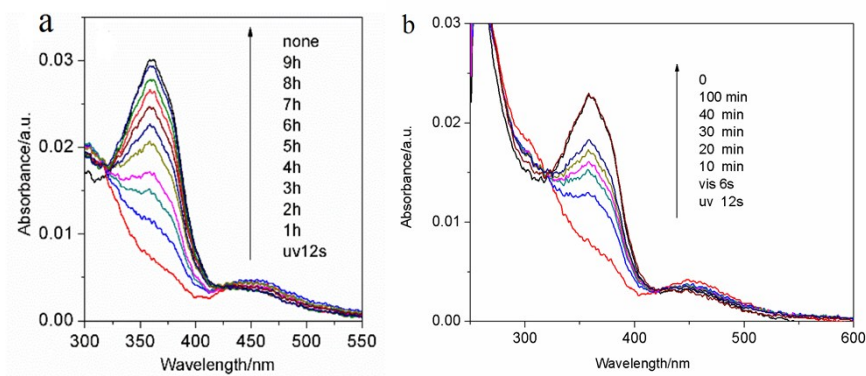 a
0.03
0.02
0.01
0.00
Absorbance/a.u.
none
9h
8h
7h
6h
5h
4h
3h
2h
1h
uv12s
300 350 400 450 500 550
Wavelength/nm
b
0.03
0.02
0.01
0.00
Absorbance/a.u.
0
100 min
40 min
30 min
20 min
10 min
vis 6s
uv 12s
300 400 500 600
Wavelength/nm